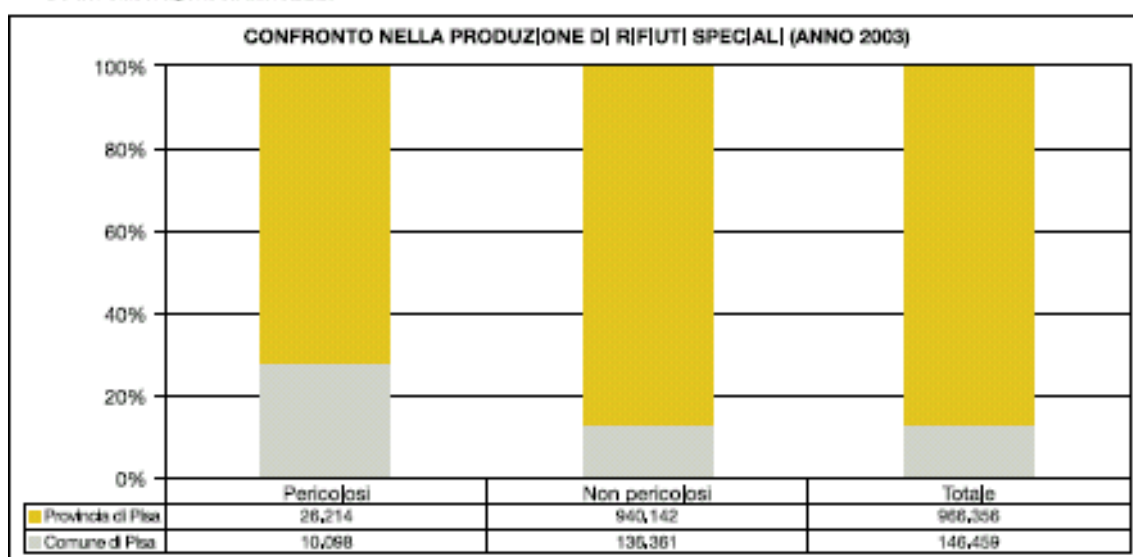 CONFRONTO NELLA PRODUZIONE DI RIFIUTI SPECIALI (ANNO 2003)
100%
80%
60%
40%
20%
0%
Pericolosi Non pericolosi Totale
Provincia di Pisa 26,214 940,142 966,356
Comune di Pisa 10,098 136,361 146,459